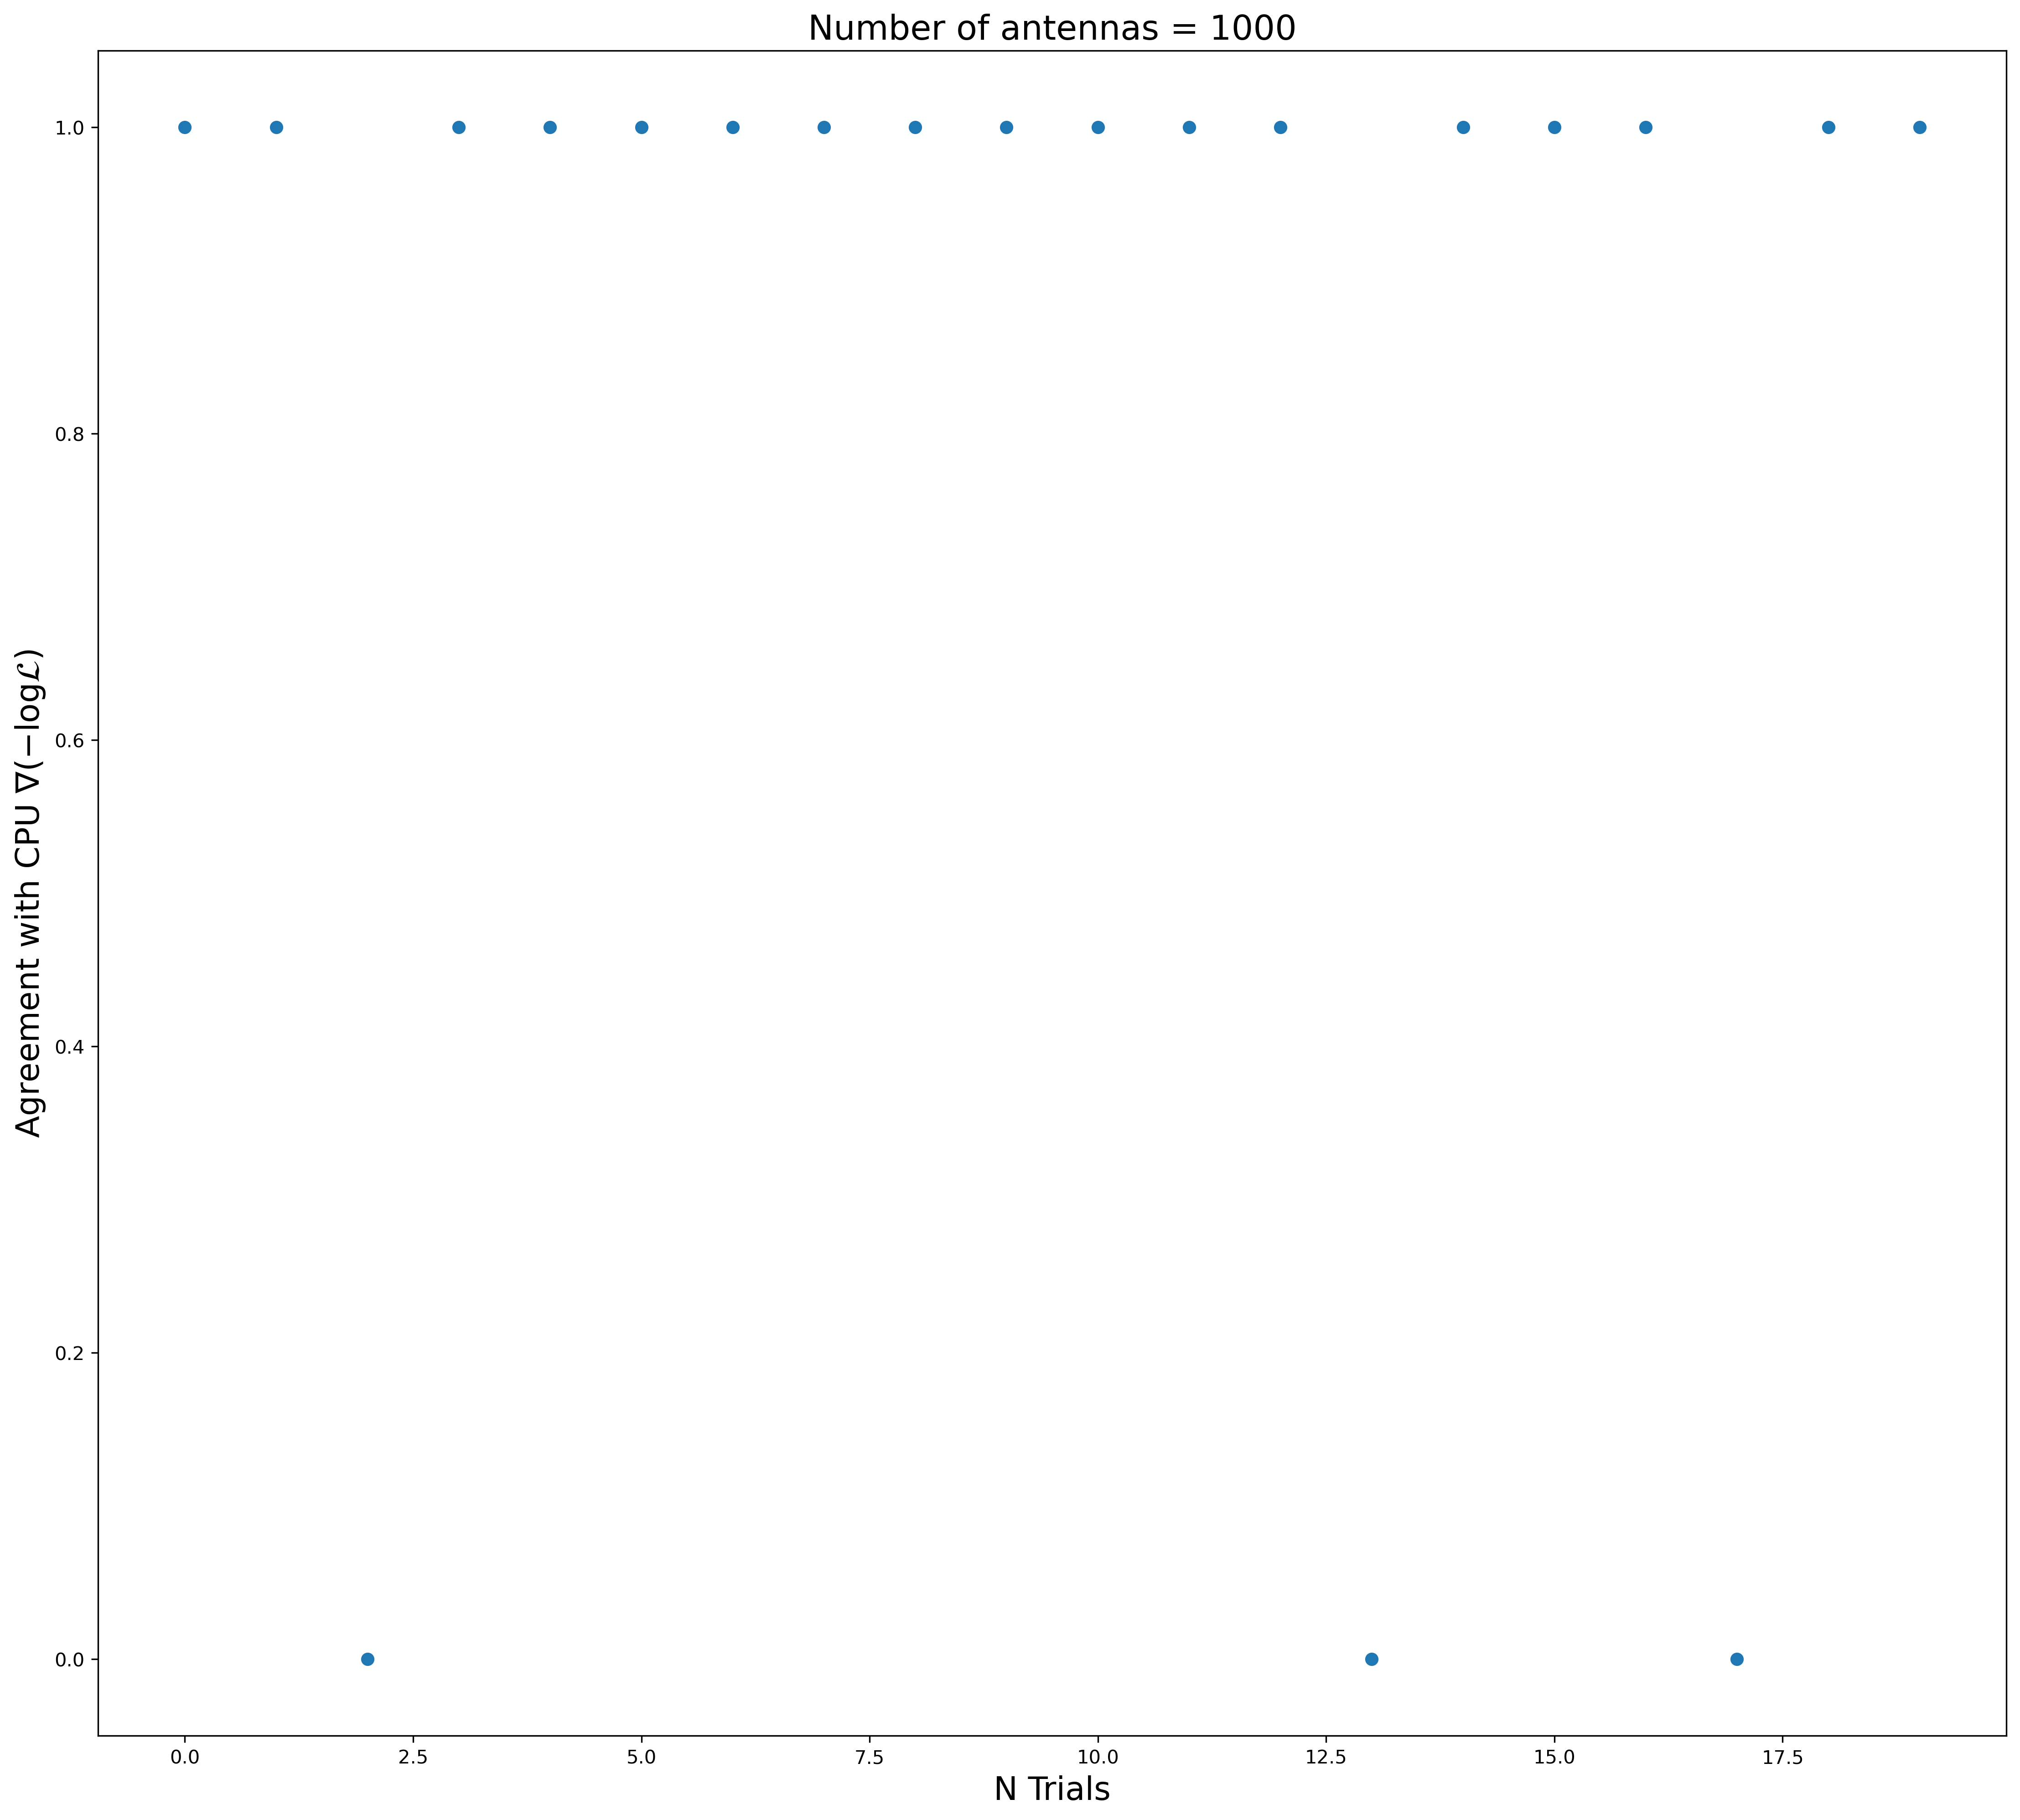 Number of antennas = 1000
1.0
0.8
0.6
0.4
0.2
0.0
Agreement with CPU ∇(−logℒ)
0.0 2.5 5.0 7.5 10.0 12.5 15.0 17.5
N Trials